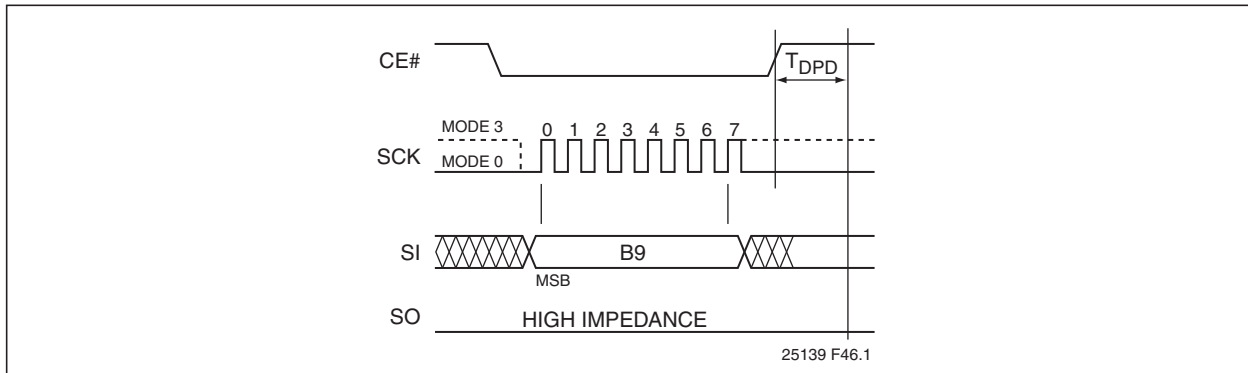 CE#
TDPD
MODE 3
0 1 2 3 4 5 6 7
SCK
MODE 0
SI
B9
MSB
SO
HIGH IMPEDANCE
25139 F46.1